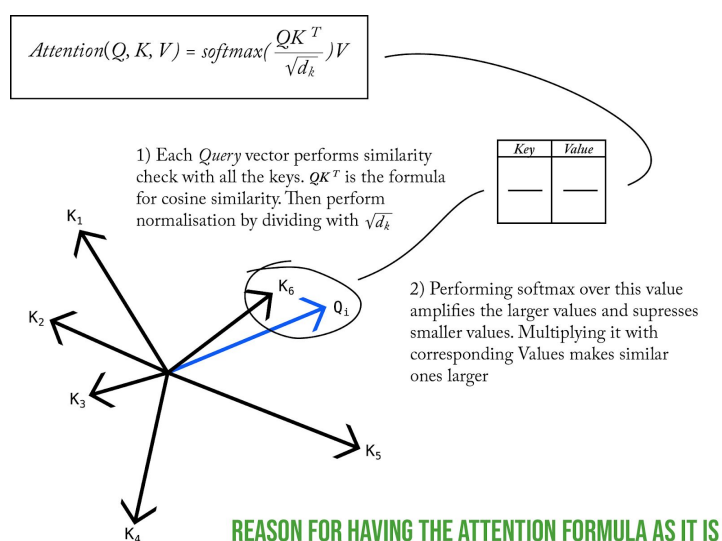 Attention(Q, K, V) = softmax(QK^T / √d_k)V
1) Each Query vector performs similarity
check with all the keys. QK^T is the formula
for cosine similarity. Then perform
normalisation by dividing with √d_k
Key Value
K₁
K₂
K₃
K₄
K₅
K₆
Qᵢ
2) Performing softmax over this value
amplifies the larger values and supresses
smaller values. Multiplying it with
corresponding Values makes similar
ones larger
REASON FOR HAVING THE ATTENTION FORMULA AS IT IS